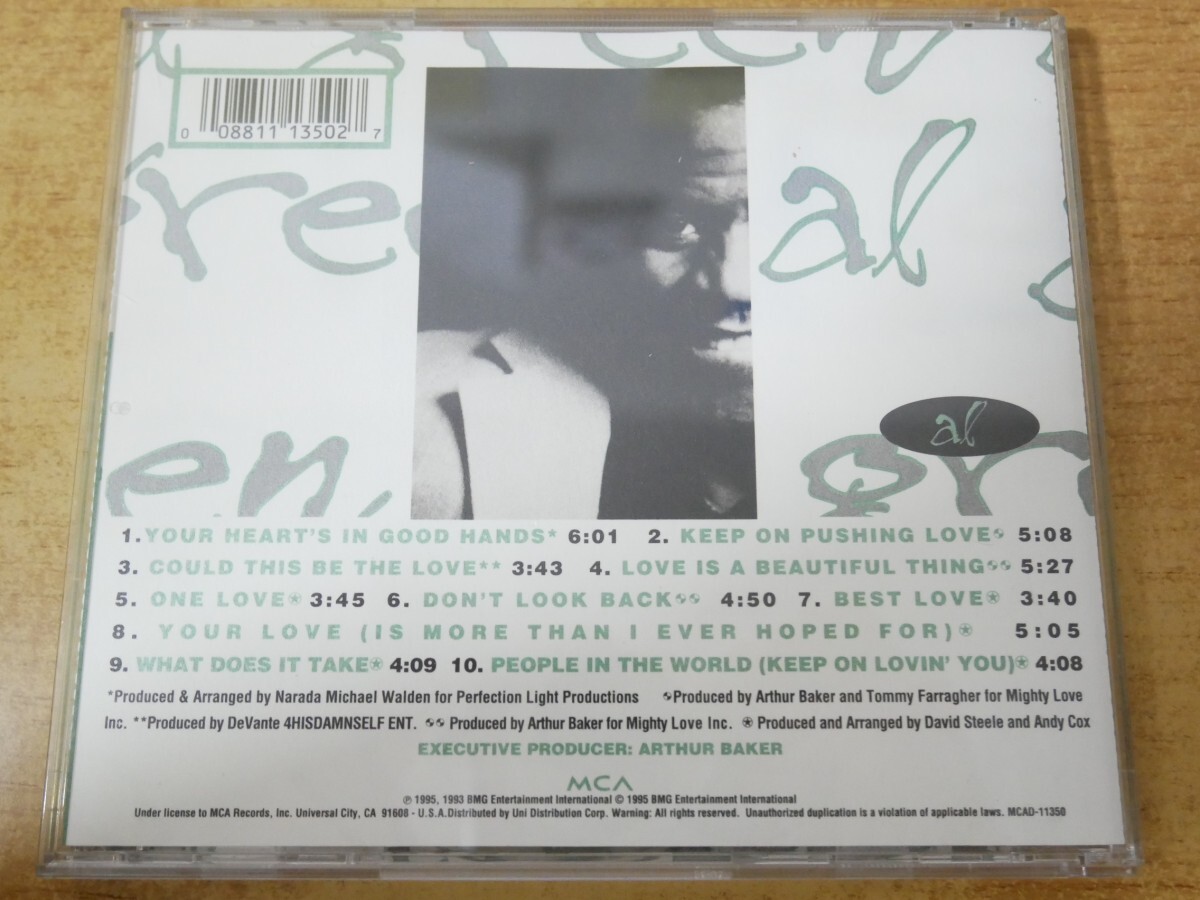 green
0 08811 13502 7
green al g
al
en, gr
1. YOUR HEART'S IN GOOD HANDS* 6:01 2. KEEP ON PUSHING LOVE 5:08
3. COULD THIS BE THE LOVE** 3:43 4. LOVE IS A BEAUTIFUL THING 5:27
5. ONE LOVE⍟ 3:45 6. DON'T LOOK BACK 4:50 7. BEST LOVE⍟ 3:40
8. YOUR LOVE (IS MORE THAN I EVER HOPED FOR)⍟ 5:05
9. WHAT DOES IT TAKE⍟ 4:09 10. PEOPLE IN THE WORLD (KEEP ON LOVIN' YOU)⍟ 4:08
*Produced & Arranged by Narada Michael Walden for Perfection Light Productions Produced by Arthur Baker and Tommy Farragher for Mighty Love
Inc. **Produced by DeVante 4HISDAMNSELF ENT. Produced by Arthur Baker for Mighty Love Inc. ⍟ Produced and Arranged by David Steele and Andy Cox
EXECUTIVE PRODUCER: ARTHUR BAKER
MCA
℗ 1995, 1993 BMG Entertainment International © 1995 BMG Entertainment International
Under license to MCA Records, Inc. Universal City, CA 91608 - U.S.A. Distributed by Uni Distribution Corp. Warning: All rights reserved. Unauthorized duplication is a violation of applicable laws. MCAD-11350